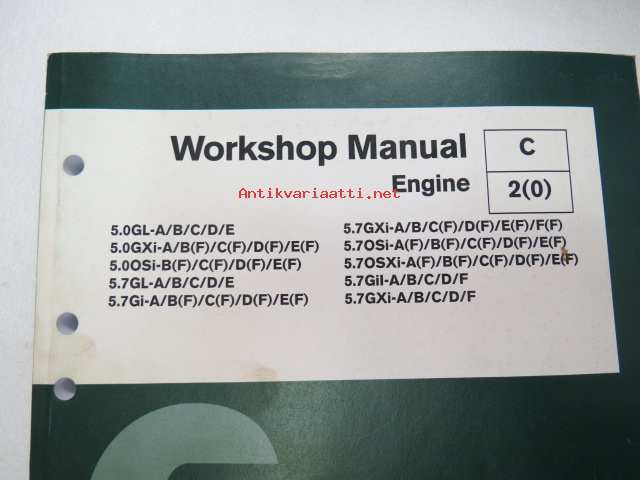 Workshop Manual
Engine
C
2(0)
Antikvariaatti.net
5.0GL-A/B/C/D/E
5.0GXi-A/B(F)/C(F)/D(F)/E(F)
5.0OSi-B(F)/C(F)/D(F)/E(F)
5.7GL-A/B/C/D/E
5.7Gi-A/B(F)/C(F)/D(F)/E(F)
5.7GXi-A/B/C(F)/D(F)/E(F)/F(F)
5.7OSi-A(F)/B(F)/C(F)/D(F)/E(F)
5.7OSXi-A(F)/B(F)/C(F)/D(F)/E(F)
5.7GiI-A/B/C/D/F
5.7GXi-A/B/C/D/F